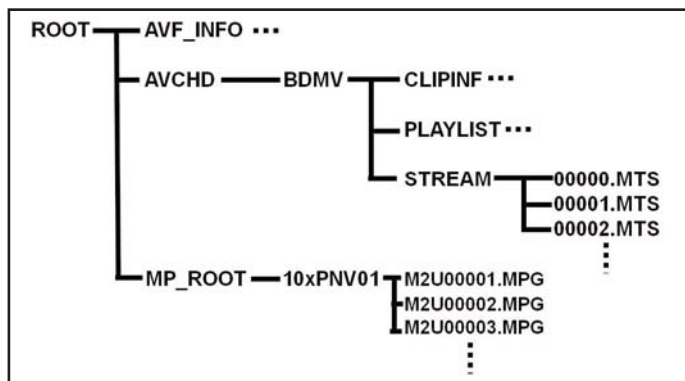 ROOT AVF_INFO
AVCHD BDMV CLIPINF
PLAYLIST
STREAM 00000.MTS
00001.MTS
00002.MTS
MP_ROOT 10xPNV01 M2U00001.MPG
M2U00002.MPG
M2U00003.MPG